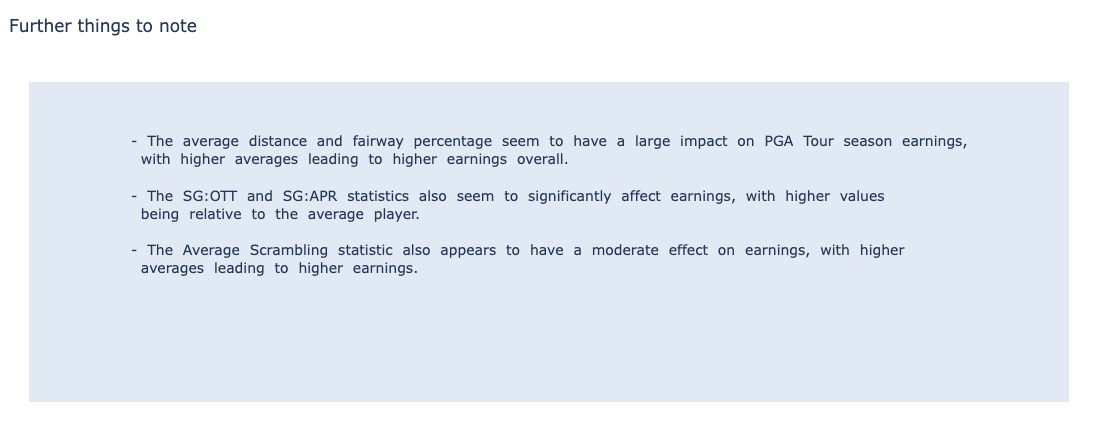 Further things to note
- The average distance and fairway percentage seem to have a large impact on PGA Tour season earnings,
with higher averages leading to higher earnings overall.
- The SG:OTT and SG:APR statistics also seem to significantly affect earnings, with higher values
being relative to the average player.
- The Average Scrambling statistic also appears to have a moderate effect on earnings, with higher
averages leading to higher earnings.